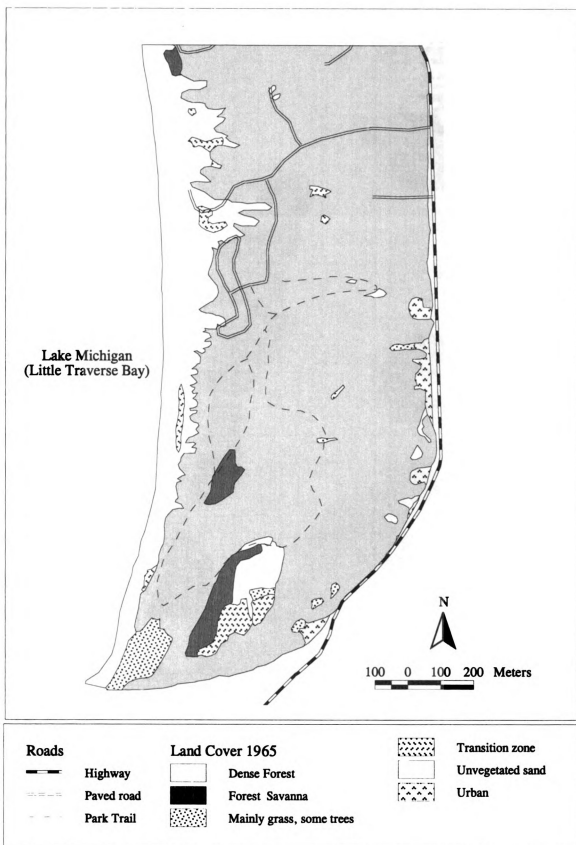 Lake Michigan
(Little Traverse Bay)
N
100 0 100 200 Meters
Roads
Highway
Paved road
Park Trail
Land Cover 1965
Dense Forest
Forest Savanna
Mainly grass, some trees
Transition zone
Unvegetated sand
Urban